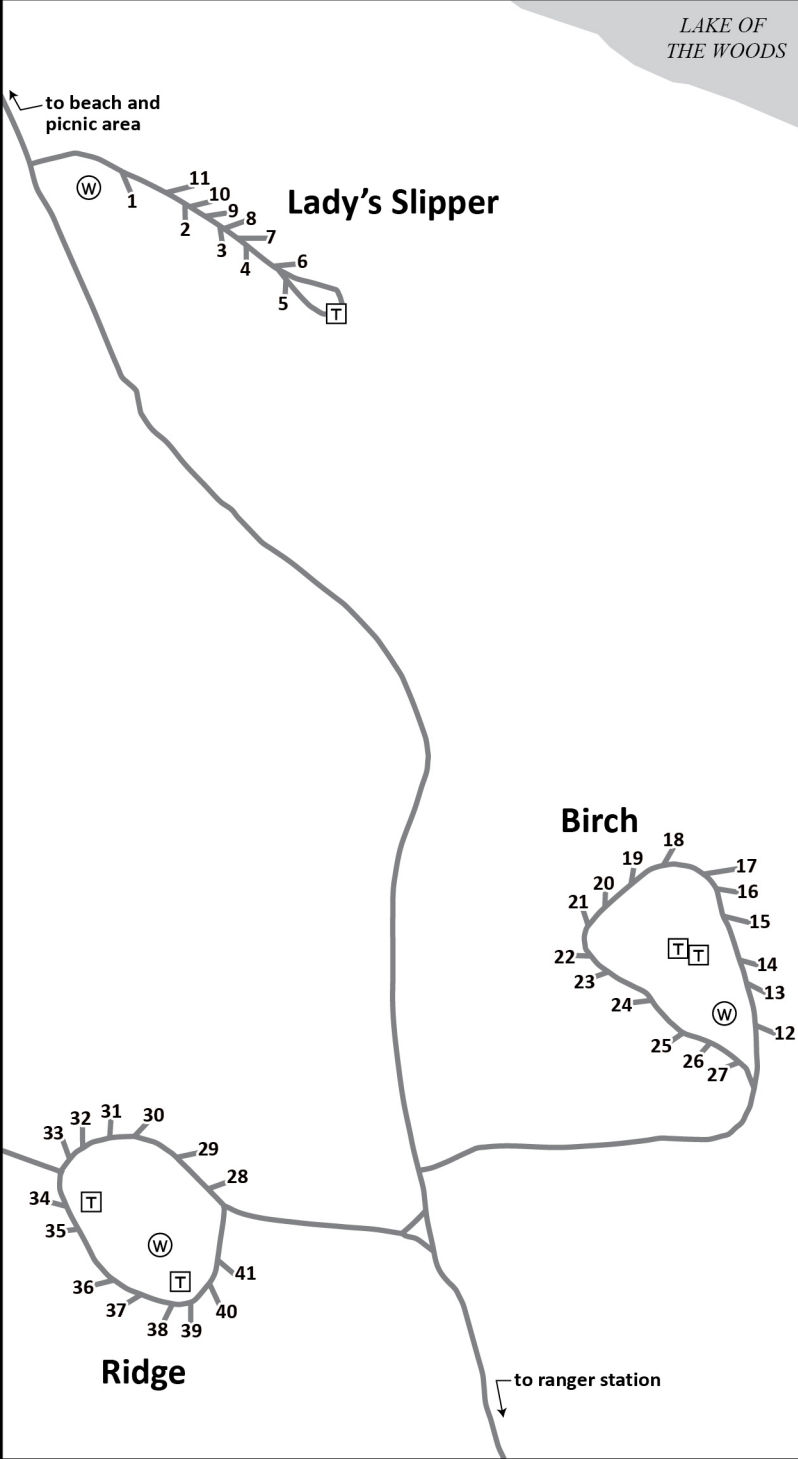 LAKE OF
THE WOODS
to beach and
picnic area
W
1
11
10
9
8
7
6
2
3
4
5
T
Lady's Slipper
Birch
18
19
17
20
16
21
15
T
T
22
14
23
13
24
W
12
25
26
27
31
32
30
33
29
28
34
T
35
W
41
36
T
37
40
38
39
Ridge
to ranger station